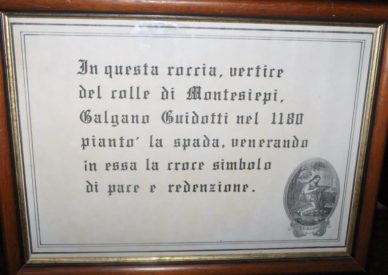 In questa roccia, vertice
del colle di Montesiepi,
Galgano Guidotti nel 1180
pianto' la spada, venerando
in essa la croce simbolo
di pace e redenzione.